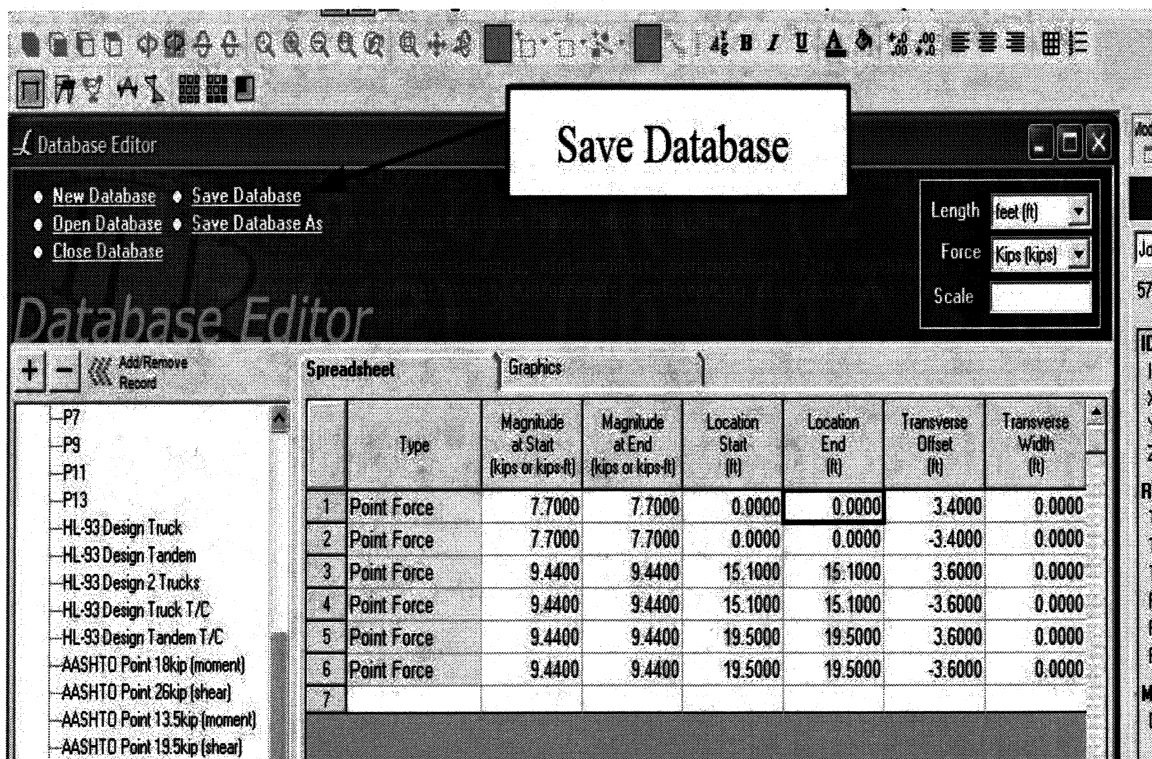 Save Database
Database Editor
New Database Save Database
Open Database Save Database As
Close Database
Length feet (ft)
Force Kips (kips)
Scale
Database Editor
+ - Add/Remove Record
Spreadsheet Graphics
P7
P9
P11
P13
HL-93 Design Truck
HL-93 Design Tandem
HL-93 Design 2 Trucks
HL-93 Design Truck T/C
HL-93 Design Tandem T/C
AASHTO Point 18kip (moment)
AASHTO Point 26kip (shear)
AASHTO Point 13.5kip (moment)
AASHTO Point 19.5kip (shear)
Type Magnitude at Start (kips or kips-ft) Magnitude at End (kips or kips-ft) Location Start (ft) Location End (ft) Transverse Offset (ft) Transverse Width (ft)
1 Point Force 7.7000 7.7000 0.0000 0.0000 3.4000 0.0000
2 Point Force 7.7000 7.7000 0.0000 0.0000 -3.4000 0.0000
3 Point Force 9.4400 9.4400 15.1000 15.1000 3.6000 0.0000
4 Point Force 9.4400 9.4400 15.1000 15.1000 -3.6000 0.0000
5 Point Force 9.4400 9.4400 19.5000 19.5000 3.6000 0.0000
6 Point Force 9.4400 9.4400 19.5000 19.5000 -3.6000 0.0000
7
57